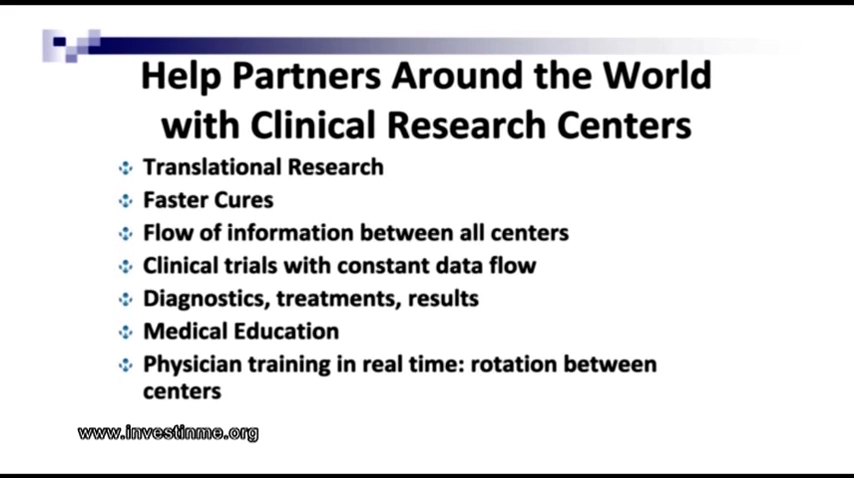 Help Partners Around the World
with Clinical Research Centers
Translational Research
Faster Cures
Flow of information between all centers
Clinical trials with constant data flow
Diagnostics, treatments, results
Medical Education
Physician training in real time: rotation between
centers
www.investinme.org